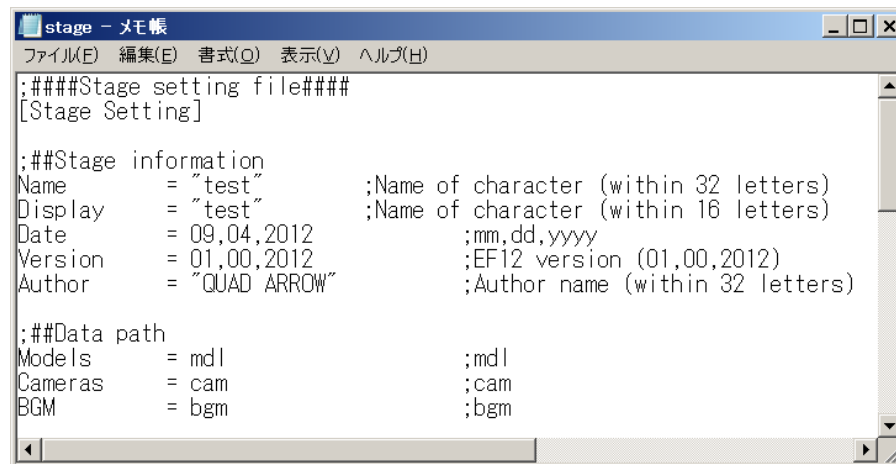 stage - メモ帳
ファイル(F) 編集(E) 書式(O) 表示(V) ヘルプ(H)
;####Stage setting file####
[Stage Setting]
;##Stage information
Name = "test" ;Name of character (within 32 letters)
Display = "test" ;Name of character (within 16 letters)
Date = 09,04,2012 ;mm,dd,yyyy
Version = 01,00,2012 ;EF12 version (01,00,2012)
Author = "QUAD ARROW" ;Author name (within 32 letters)
;##Data path
Models = mdl ;mdl
Cameras = cam ;cam
BGM = bgm ;bgm